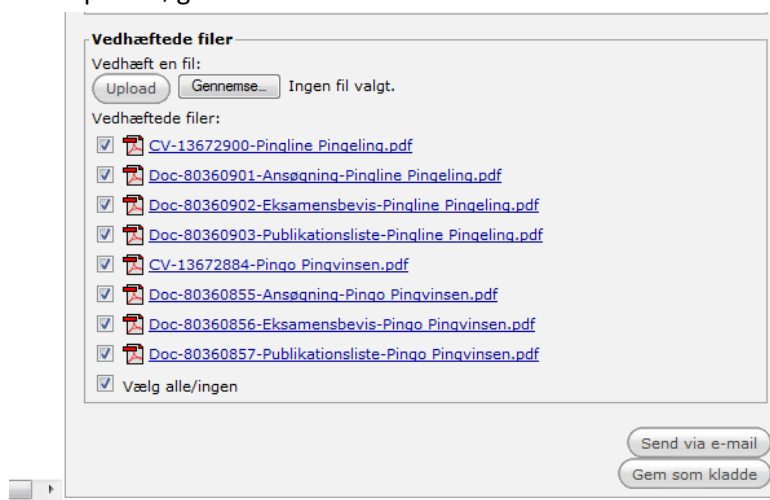 Vedhæftede filer
Vedhæft en fil:
Upload Gennemse... Ingen fil valgt.
Vedhæftede filer:
CV-13672900-Pingline Pingeling.pdf
Doc-80360901-Ansøgning-Pingline Pingeling.pdf
Doc-80360902-Eksamensbevis-Pingline Pingeling.pdf
Doc-80360903-Publikationsliste-Pingline Pingeling.pdf
CV-13672884-Pingo Pingvinsen.pdf
Doc-80360855-Ansøgning-Pingo Pingvinsen.pdf
Doc-80360856-Eksamensbevis-Pingo Pingvinsen.pdf
Doc-80360857-Publikationsliste-Pingo Pingvinsen.pdf
Vælg alle/ingen
Send via e-mail
Gem som kladde